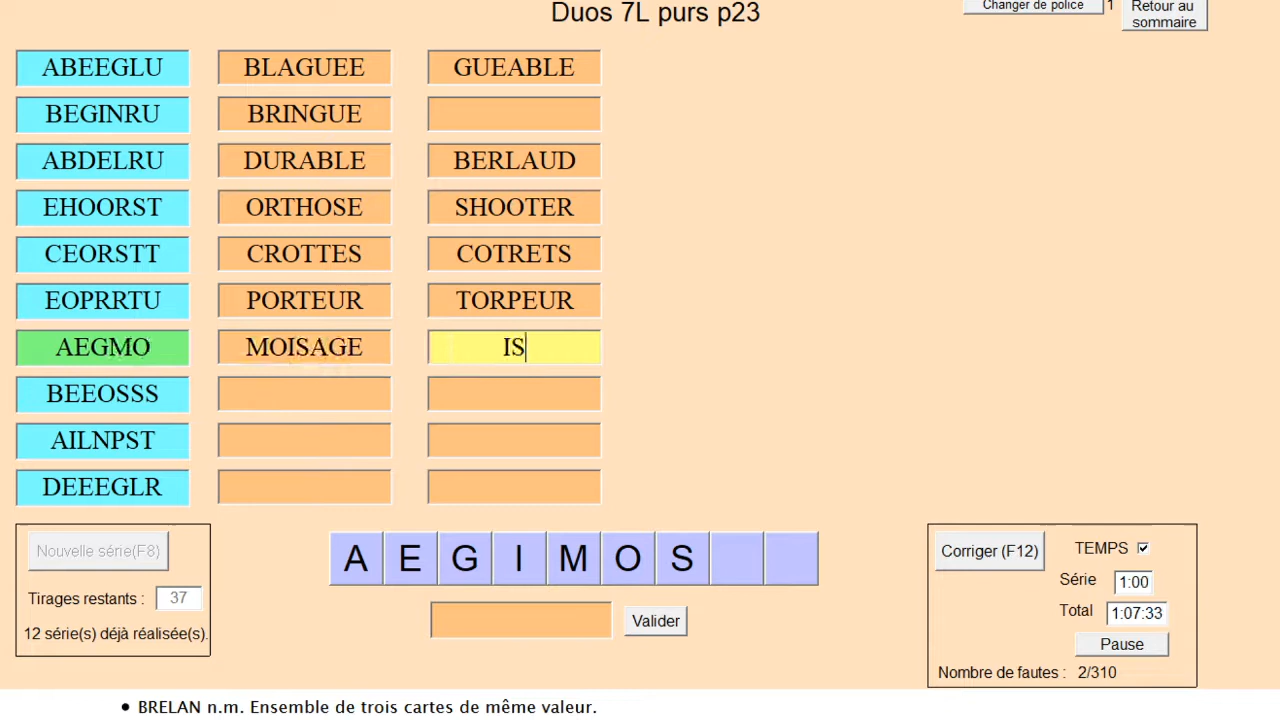 Duos 7L purs p23
Changer de police 1 Retour au sommaire
ABEEGLU BLAGUEE GUEABLE
BEGINRU BRINGUE
ABDELRU DURABLE BERLAUD
EHOORST ORTHOSE SHOOTER
CEORSTT CROTTES COTRETS
EOPRRTU PORTEUR TORPEUR
AEGMO MOISAGE IS
BEEOSSS
AILNPST
DEEEGLR
Nouvelle série(F8)
Tirages restants : 37
12 série(s) déjà réalisée(s).
A E G I M O S
Valider
Corriger (F12) TEMPS
Série 1:00
Total 1:07:33
Pause
Nombre de fautes : 2/310
• BRELAN n.m. Ensemble de trois cartes de même valeur.